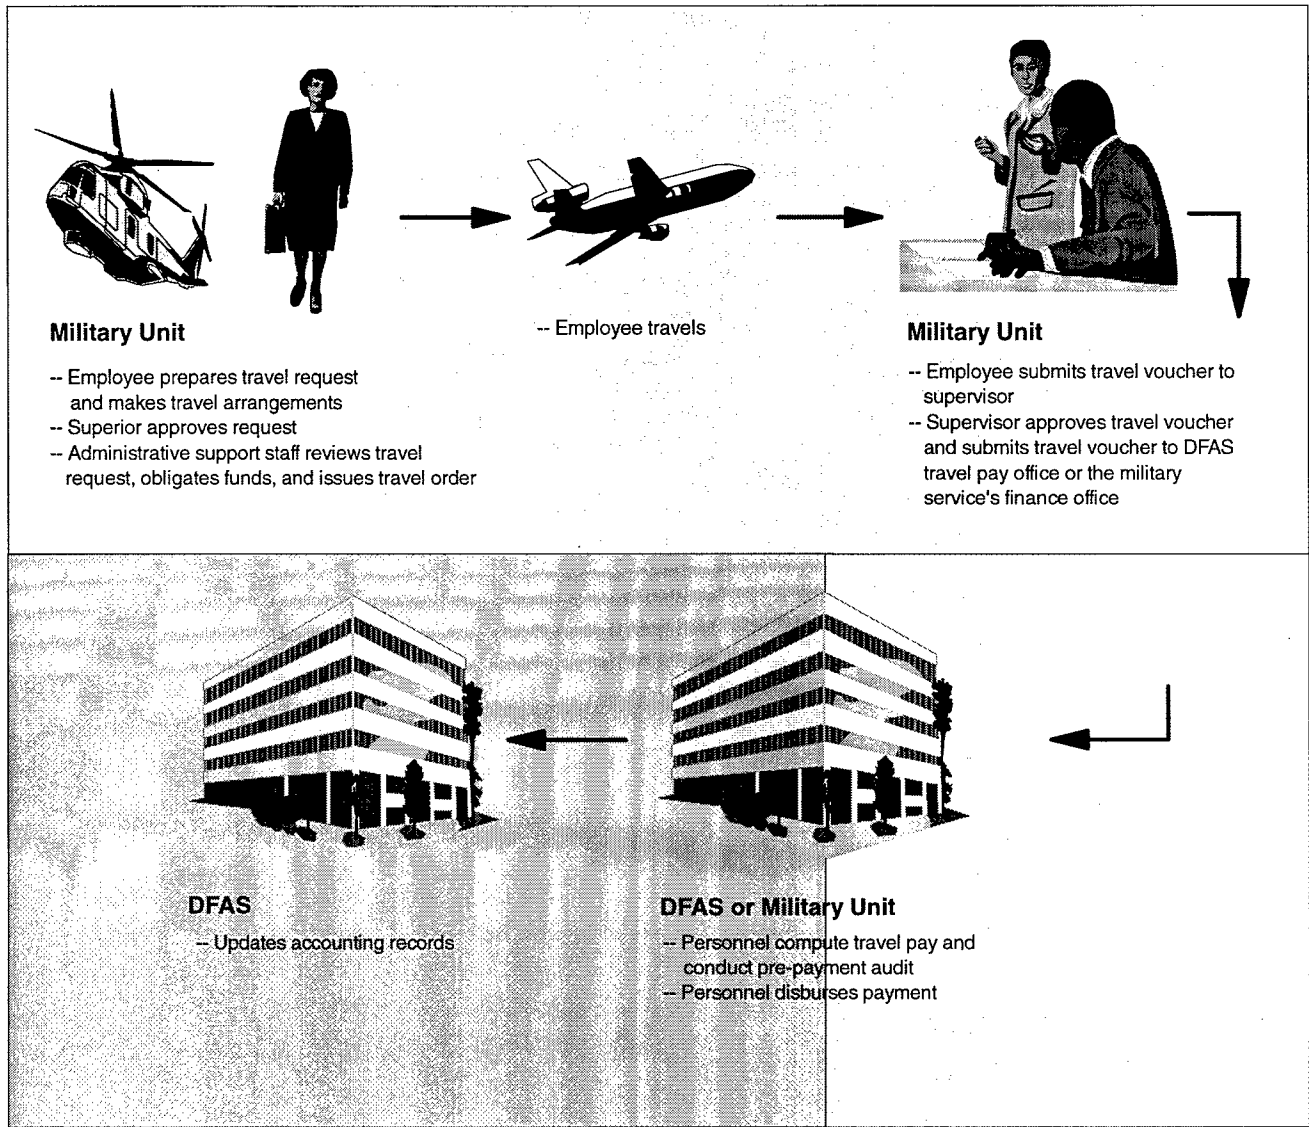 Military Unit
-- Employee prepares travel request
and makes travel arrangements
-- Superior approves request
-- Administrative support staff reviews travel
request, obligates funds, and issues travel order
-- Employee travels
Military Unit
-- Employee submits travel voucher to
supervisor
-- Supervisor approves travel voucher
and submits travel voucher to DFAS
travel pay office or the military
service's finance office
DFAS
-- Updates accounting records
DFAS or Military Unit
-- Personnel compute travel pay and
conduct pre-payment audit
-- Personnel disburses payment